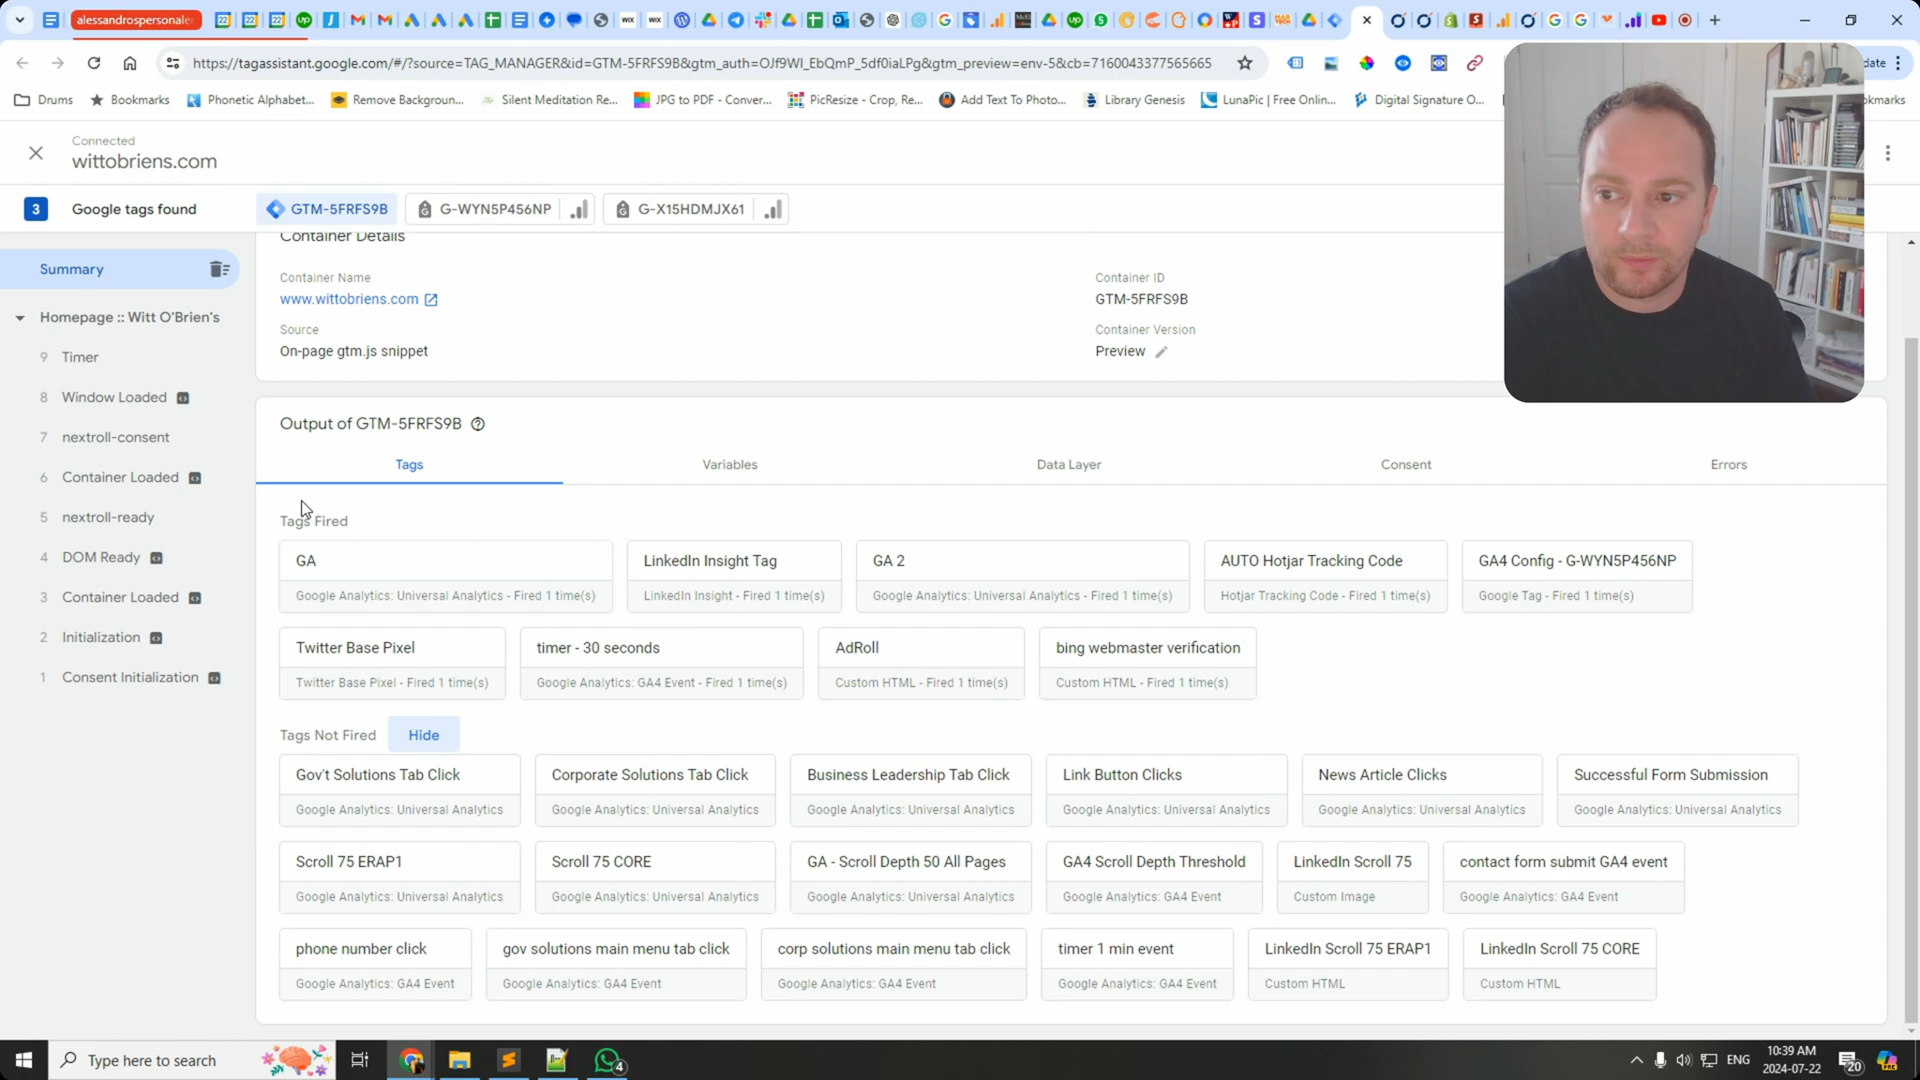 alessandrospersonale
https://tagassistant.google.com/#/?source=TAG_MANAGER&id=GTM-5FRFS9B&gtm_auth=OJf9WI_EbQmP_5df0iaLPg&gtm_preview=env-5&cb=7160043377565665
date
Drums
Bookmarks
Phonetic Alphabet...
Remove Backgroun...
Silent Meditation Re...
JPG to PDF - Conver...
PicResize - Crop, Re...
Add Text To Photo...
Library Genesis
LunaPic | Free Onlin...
Digital Signature O...
okmarks
Connected
wittobriens.com
3
Google tags found
GTM-5FRFS9B
G-WYN5P456NP
G-X15HDMJX61
Summary
Homepage :: Witt O'Brien's
9 Timer
8 Window Loaded
7 nextroll-consent
6 Container Loaded
5 nextroll-ready
4 DOM Ready
3 Container Loaded
2 Initialization
1 Consent Initialization
Container Details
Container Name
www.wittobriens.com
Source
On-page gtm.js snippet
Container ID
GTM-5FRFS9B
Container Version
Preview
Output of GTM-5FRFS9B
Tags
Variables
Data Layer
Consent
Errors
Tags Fired
GA
Google Analytics: Universal Analytics - Fired 1 time(s)
LinkedIn Insight Tag
LinkedIn Insight - Fired 1 time(s)
GA 2
Google Analytics: Universal Analytics - Fired 1 time(s)
AUTO Hotjar Tracking Code
Hotjar Tracking Code - Fired 1 time(s)
GA4 Config - G-WYN5P456NP
Google Tag - Fired 1 time(s)
Twitter Base Pixel
Twitter Base Pixel - Fired 1 time(s)
timer - 30 seconds
Google Analytics: GA4 Event - Fired 1 time(s)
AdRoll
Custom HTML - Fired 1 time(s)
bing webmaster verification
Custom HTML - Fired 1 time(s)
Tags Not Fired
Hide
Gov't Solutions Tab Click
Google Analytics: Universal Analytics
Corporate Solutions Tab Click
Google Analytics: Universal Analytics
Business Leadership Tab Click
Google Analytics: Universal Analytics
Link Button Clicks
Google Analytics: Universal Analytics
News Article Clicks
Google Analytics: Universal Analytics
Successful Form Submission
Google Analytics: Universal Analytics
Scroll 75 ERAP1
Google Analytics: Universal Analytics
Scroll 75 CORE
Google Analytics: Universal Analytics
GA - Scroll Depth 50 All Pages
Google Analytics: Universal Analytics
GA4 Scroll Depth Threshold
Google Analytics: GA4 Event
LinkedIn Scroll 75
Custom Image
contact form submit GA4 event
Google Analytics: GA4 Event
phone number click
Google Analytics: GA4 Event
gov solutions main menu tab click
Google Analytics: GA4 Event
corp solutions main menu tab click
Google Analytics: GA4 Event
timer 1 min event
Google Analytics: GA4 Event
LinkedIn Scroll 75 ERAP1
Custom HTML
LinkedIn Scroll 75 CORE
Custom HTML
Type here to search
4
ENG
10:39 AM
2024-07-22
20